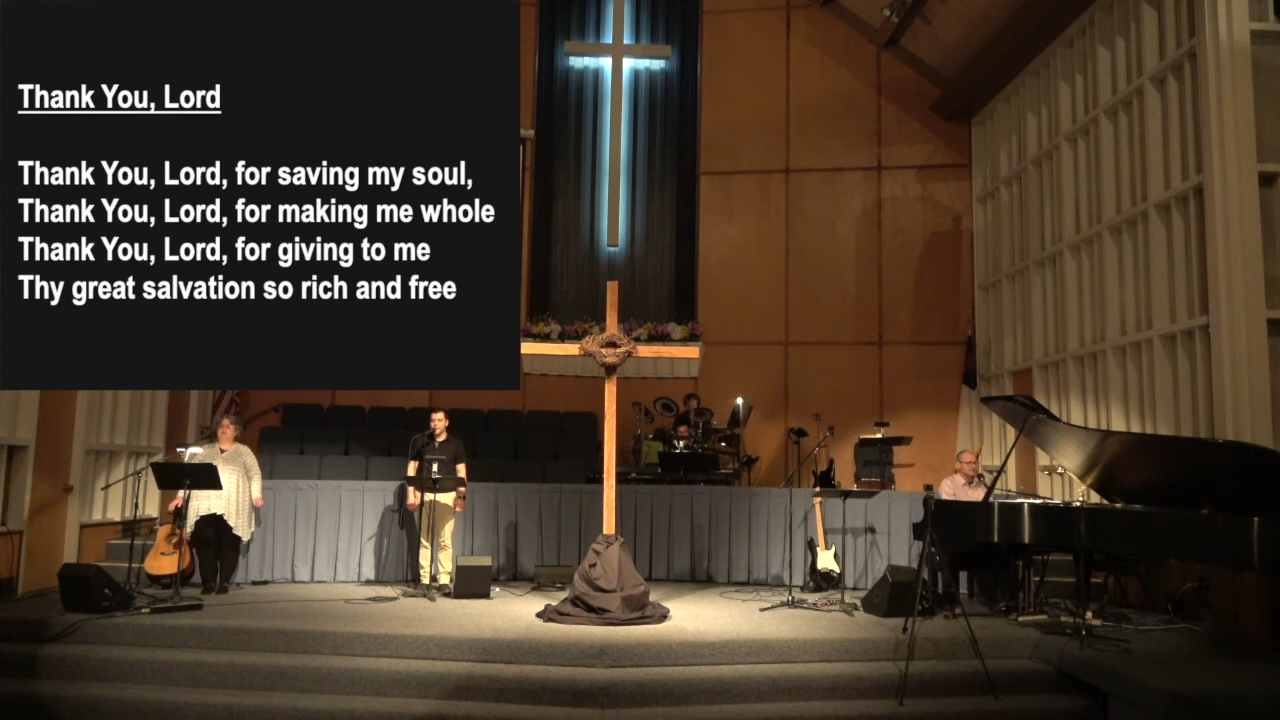 Thank You, Lord
Thank You, Lord, for saving my soul,
Thank You, Lord, for making me whole
Thank You, Lord, for giving to me
Thy great salvation so rich and free